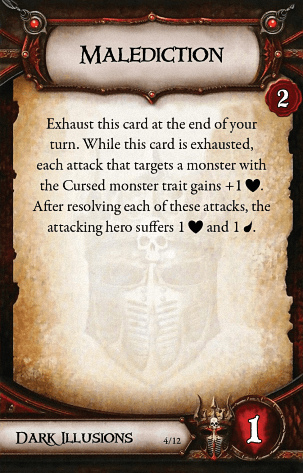 Malediction
2
Exhaust this card at the end of your
turn. While this card is exhausted,
each attack that targets a monster with
the Cursed monster trait gains +1 ♥.
After resolving each of these attacks, the
attacking hero suffers 1 ♥ and 1 .
Dark Illusions
4/12
1